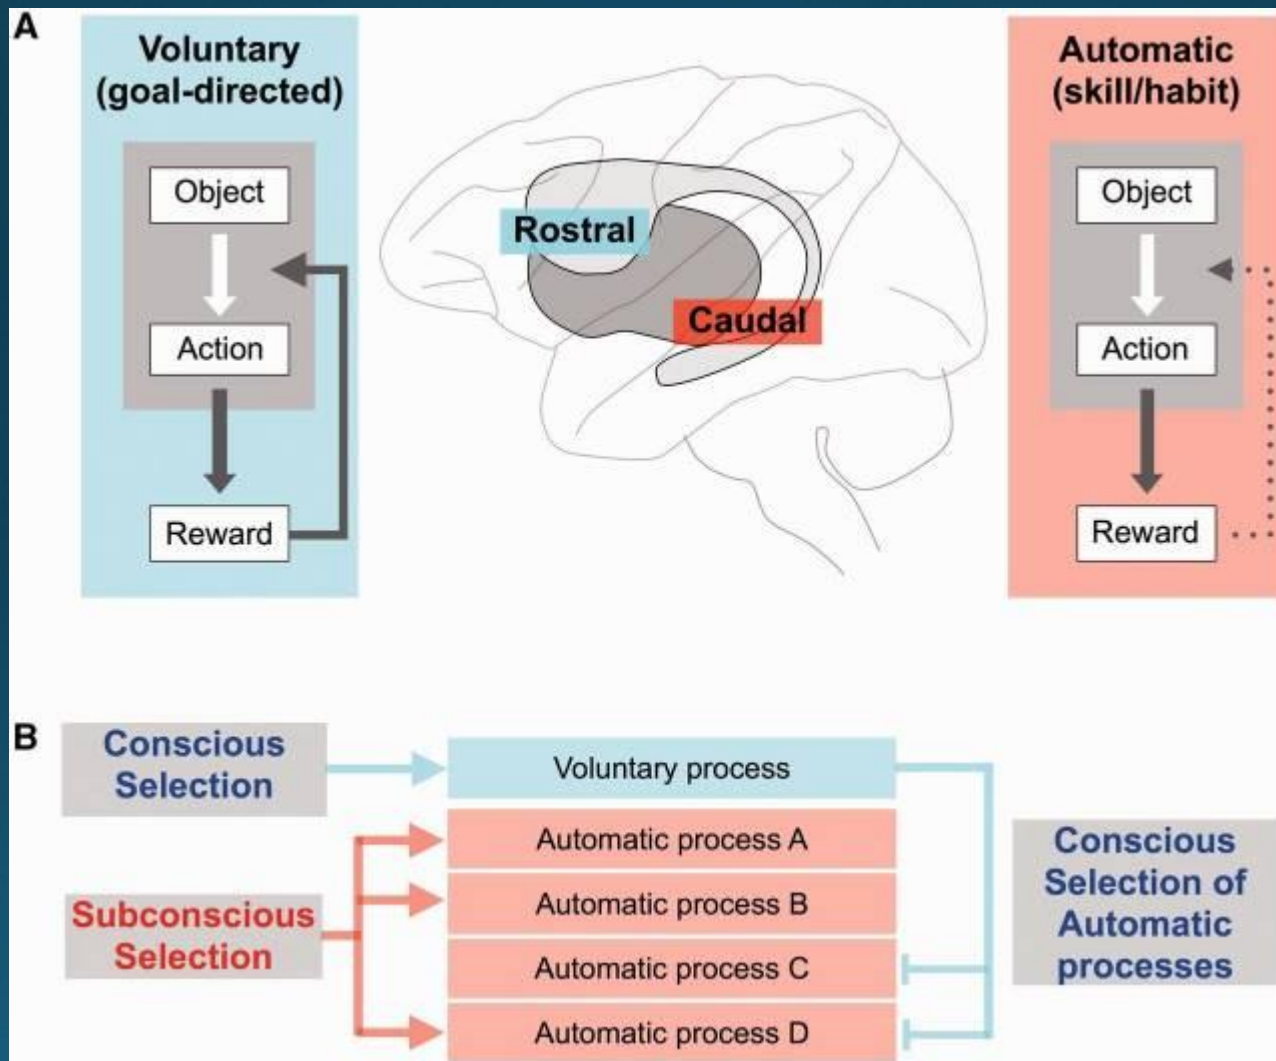 A
Voluntary
(goal-directed)
Object
Action
Reward
Rostral
Caudal
Automatic
(skill/habit)
Object
Action
Reward
B
Conscious
Selection
Subconscious
Selection
Voluntary process
Automatic process A
Automatic process B
Automatic process C
Automatic process D
Conscious
Selection of
Automatic
processes